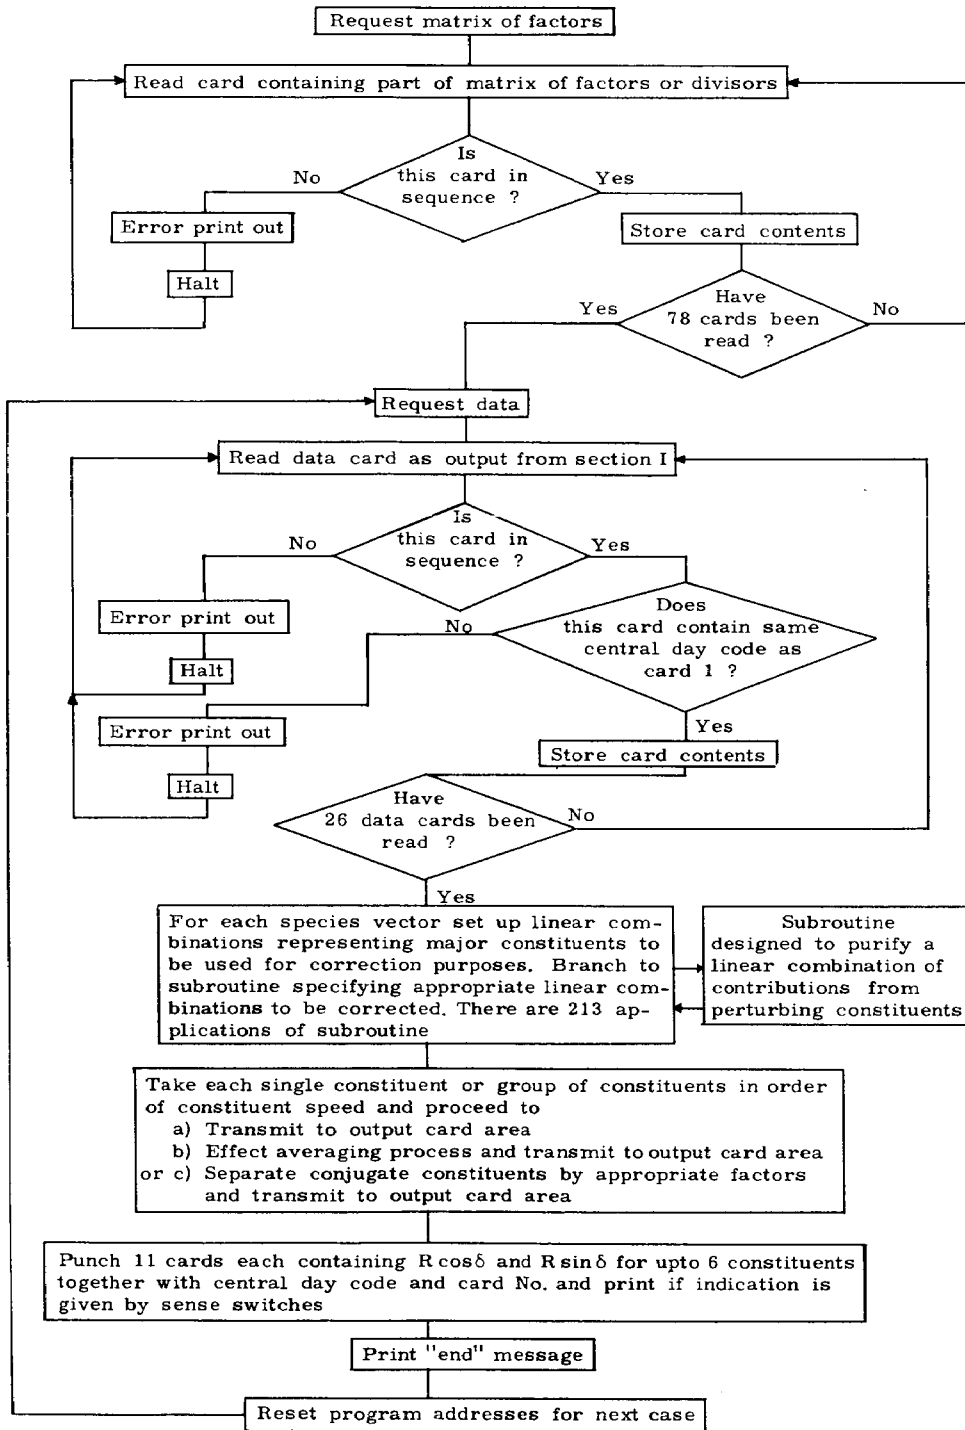 Request matrix of factors
Read card containing part of matrix of factors or divisors
Is
this card in
sequence ?
No
Yes
Error print out
Store card contents
Halt
Have
78 cards been
read ?
Yes
No
Request data
Read data card as output from section I
Is
this card in
sequence ?
No
Yes
Error print out
Does
this card contain same
central day code as
card 1 ?
No
Halt
Error print out
Yes
Store card contents
Halt
Have
26 data cards been
read ?
No
Yes
For each species vector set up linear com-
binations representing major constituents to
be used for correction purposes. Branch to
subroutine specifying appropriate linear com-
binations to be corrected. There are 213 ap-
plications of subroutine
Subroutine
designed to purify a
linear combination of
contributions from
perturbing constituents
Take each single constituent or group of constituents in order
of constituent speed and proceed to
a) Transmit to output card area
b) Effect averaging process and transmit to output card area
or c) Separate conjugate constituents by appropriate factors
and transmit to output card area
Punch 11 cards each containing R cos δ and R sin δ for upto 6 constituents
together with central day code and card No. and print if indication is
given by sense switches
Print "end" message
Reset program addresses for next case